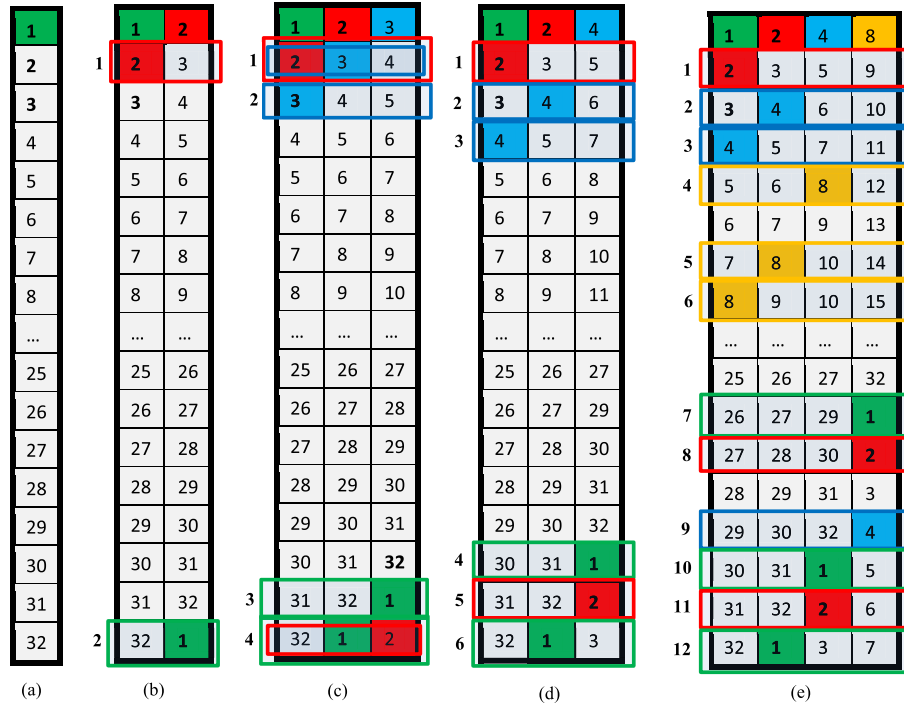 1
2
3
4
5
6
7
8
...
25
26
27
28
29
30
31
32
(a)
1 2
1 2 3
3 4
4 5
5 6
6 7
7 8
8 9
... ...
25 26
26 27
27 28
28 29
29 30
30 31
31 32
2 32 1
(b)
1 2 3
1 2 3 4
2 3 4 5
4 5 6
5 6 7
6 7 8
7 8 9
8 9 10
... ... ...
25 26 27
26 27 28
27 28 29
28 29 30
29 30 31
30 31 32
3 31 32 1
4 32 1 2
(c)
1 2 4
1 2 3 5
2 3 4 6
3 4 5 7
5 6 8
6 7 9
7 8 10
8 9 11
... ... ...
25 26 27
26 27 29
27 28 30
28 29 31
29 30 32
4 30 31 1
5 31 32 2
6 32 1 3
(d)
1 2 4 8
1 2 3 5 9
2 3 4 6 10
3 4 5 7 11
4 5 6 8 12
6 7 9 13
5 7 8 10 14
6 8 9 10 15
... ... ... ...
25 26 27 32
7 26 27 29 1
8 27 28 30 2
28 29 31 3
9 29 30 32 4
10 30 31 1 5
11 31 32 2 6
12 32 1 3 7
(e)